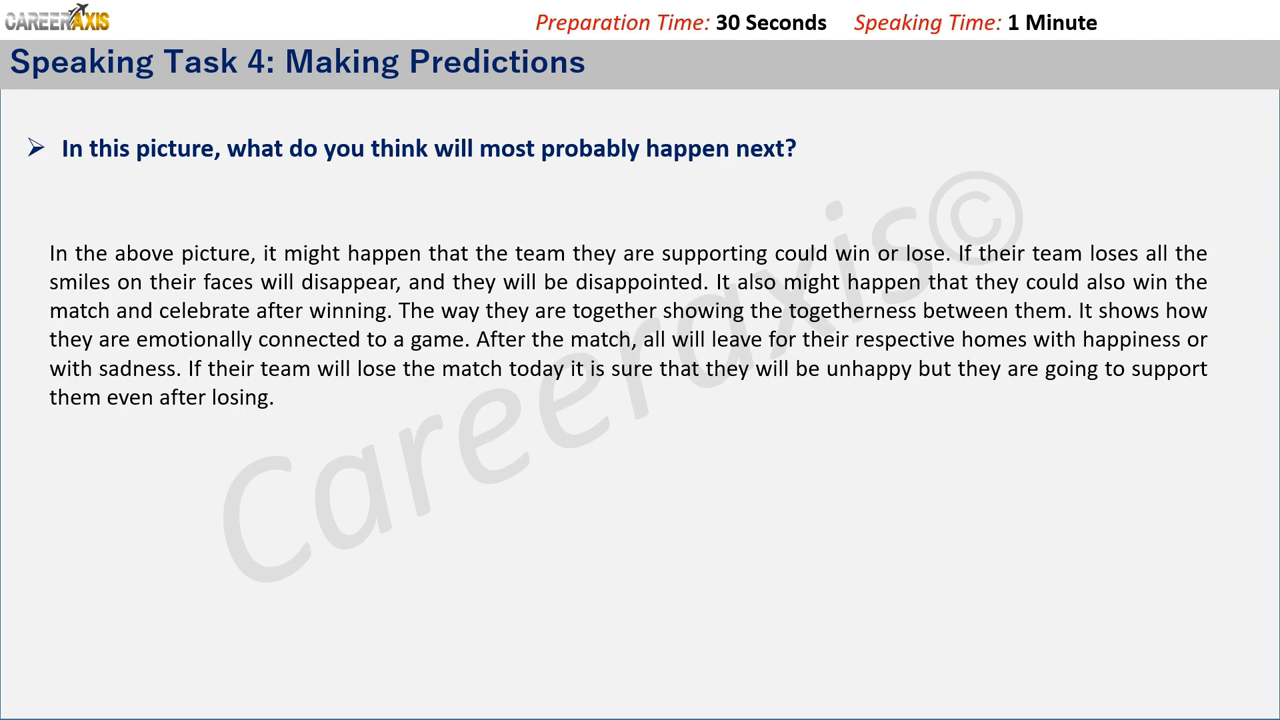 CAREERAXIS
Preparation Time: 30 Seconds Speaking Time: 1 Minute
Speaking Task 4: Making Predictions
➢ In this picture, what do you think will most probably happen next?
In the above picture, it might happen that the team they are supporting could win or lose. If their team loses all the
smiles on their faces will disappear, and they will be disappointed. It also might happen that they could also win the
match and celebrate after winning. The way they are together showing the togetherness between them. It shows how
they are emotionally connected to a game. After the match, all will leave for their respective homes with happiness or
with sadness. If their team will lose the match today it is sure that they will be unhappy but they are going to support
them even after losing.
Careeraxis©